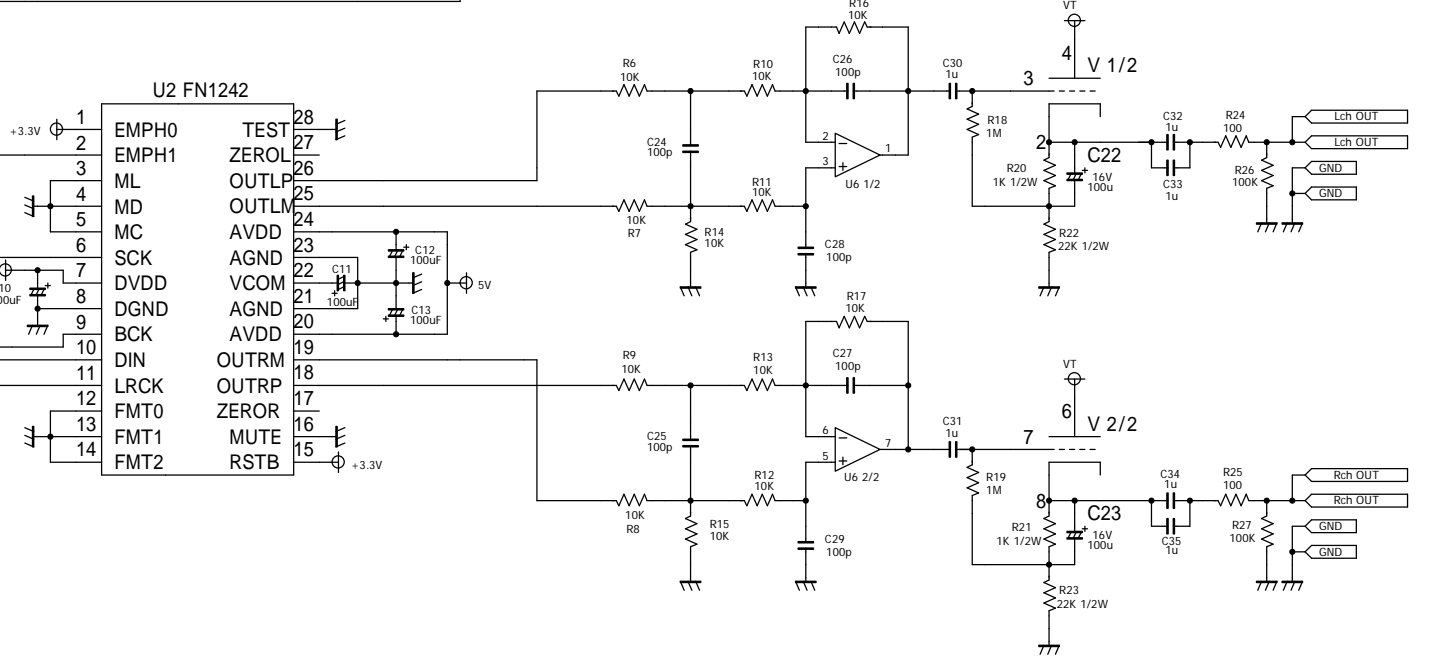 U2 FN1242
+3.3V
1
EMPH0
2
EMPH1
3
ML
4
MD
5
MC
6
SCK
7
DVDD
8
DGND
9
BCK
10
DIN
11
LRCK
12
FMT0
13
FMT1
14
FMT2
28
TEST
27
ZEROL
26
OUTLP
25
OUTLM
24
AVDD
23
AGND
22
VCOM
21
AGND
20
AVDD
19
OUTRM
18
OUTRP
17
ZEROR
16
MUTE
15
RSTB
+3.3V
C11
+
100uF
+
C12
100uF
+
C13
100uF
5V
+
R6
10K
C24
100p
10K
R7
R14
10K
R10
10K
R11
10K
R16
10K
C26
100p
2
−
3
+
1
U6 1/2
C28
100p
C30
1u
R18
1M
VT
4
V 1/2
3
2
C22
R20
1K 1/2W
+
16V
100u
R22
22K 1/2W
C32
1u
C33
1u
R24
100
R26
100K
Lch OUT
Lch OUT
GND
GND
R9
10K
C25
100p
10K
R8
R15
10K
R13
10K
R12
10K
R17
10K
C27
100p
6
−
5
+
7
U6 2/2
C29
100p
C31
1u
R19
1M
VT
6
V 2/2
7
8
C23
R21
1K 1/2W
+
16V
100u
R23
22K 1/2W
C34
1u
C35
1u
R25
100
R27
100K
Rch OUT
Rch OUT
GND
GND